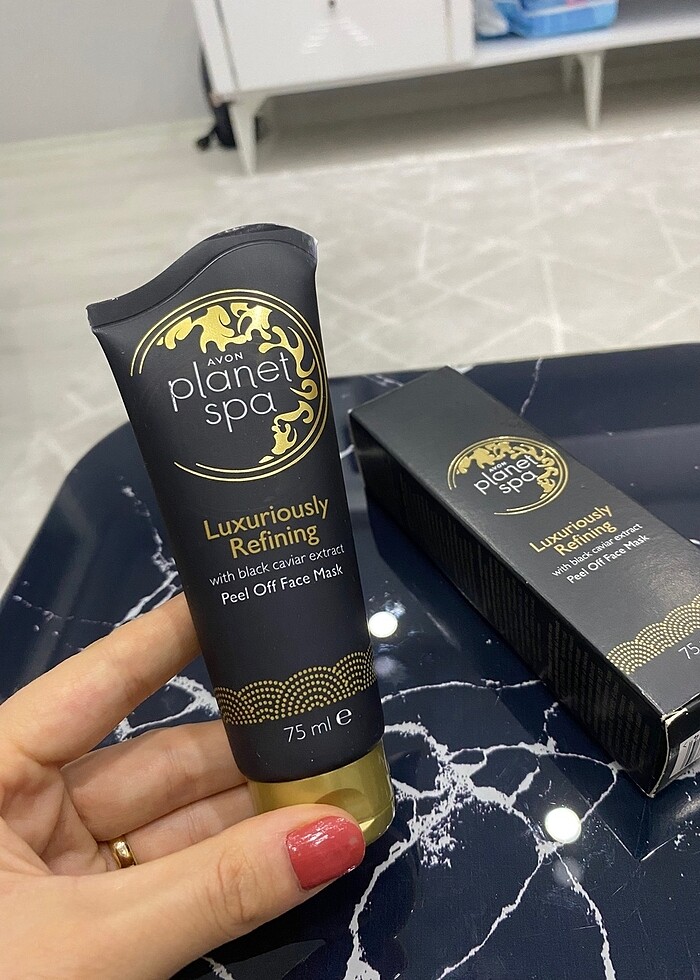 AVON
planet
spa
Luxuriously
Refining
with black caviar extract
Peel Off Face Mask
75 ml e
AVON
planet
spa
Luxuriously
Refining
with black caviar extract
Peel Off Face Mask
75